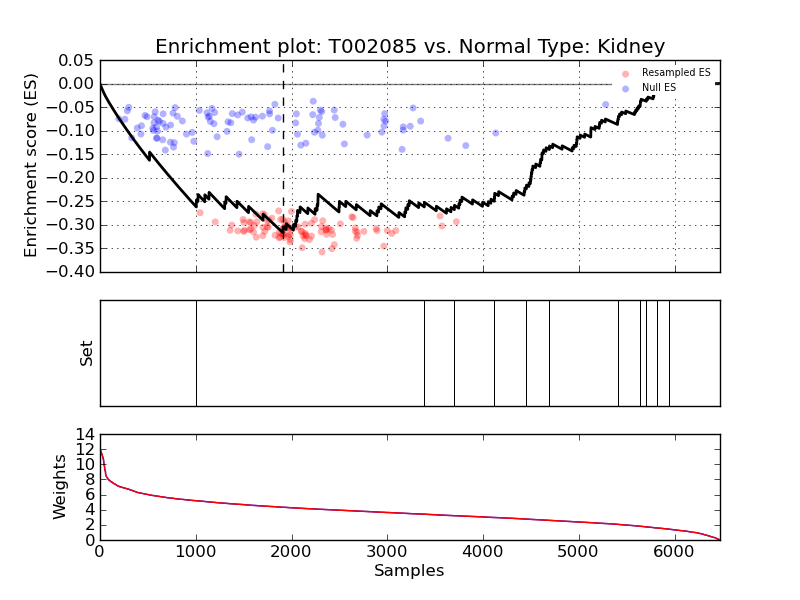 Enrichment plot: T002085 vs. Normal Type: Kidney
0.05
0.00
−0.05
−0.10
−0.15
−0.20
−0.25
−0.30
−0.35
−0.40
Enrichment score (ES)
Resampled ES
Null ES
Set
14
12
10
8
6
4
2
0
Weights
0 1000 2000 3000 4000 5000 6000
Samples